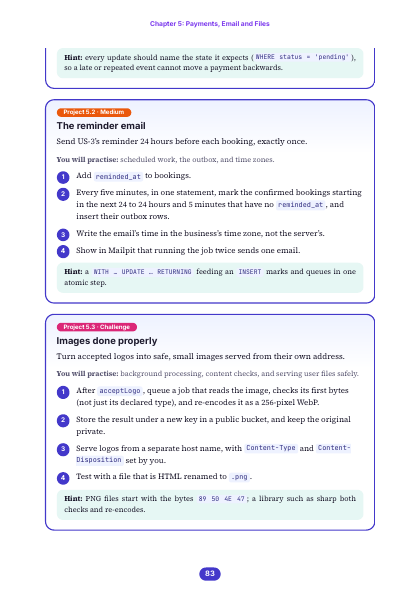 Chapter 5: Payments, Email and Files
Hint: every update should name the state it expects ( WHERE status = 'pending' ),
so a late or repeated event cannot move a payment backwards.
Project 5.2 · Medium
The reminder email
Send US-3's reminder 24 hours before each booking, exactly once.
You will practise: scheduled work, the outbox, and time zones.
1 Add reminded_at to bookings.
2 Every five minutes, in one statement, mark the confirmed bookings starting
in the next 24 to 24 hours and 5 minutes that have no reminded_at , and
insert their outbox rows.
3 Write the email's time in the business's time zone, not the server's.
4 Show in Mailpit that running the job twice sends one email.
Hint: a WITH … UPDATE … RETURNING feeding an INSERT marks and queues in one
atomic step.
Project 5.3 · Challenge
Images done properly
Turn accepted logos into safe, small images served from their own address.
You will practise: background processing, content checks, and serving user files safely.
1 After acceptLogo , queue a job that reads the image, checks its first bytes
(not just its declared type), and re-encodes it as a 256-pixel WebP.
2 Store the result under a new key in a public bucket, and keep the original
private.
3 Serve logos from a separate host name, with Content-Type and Content-
Disposition set by you.
4 Test with a file that is HTML renamed to .png .
Hint: PNG files start with the bytes 89 50 4E 47 ; a library such as sharp both
checks and re-encodes.
83